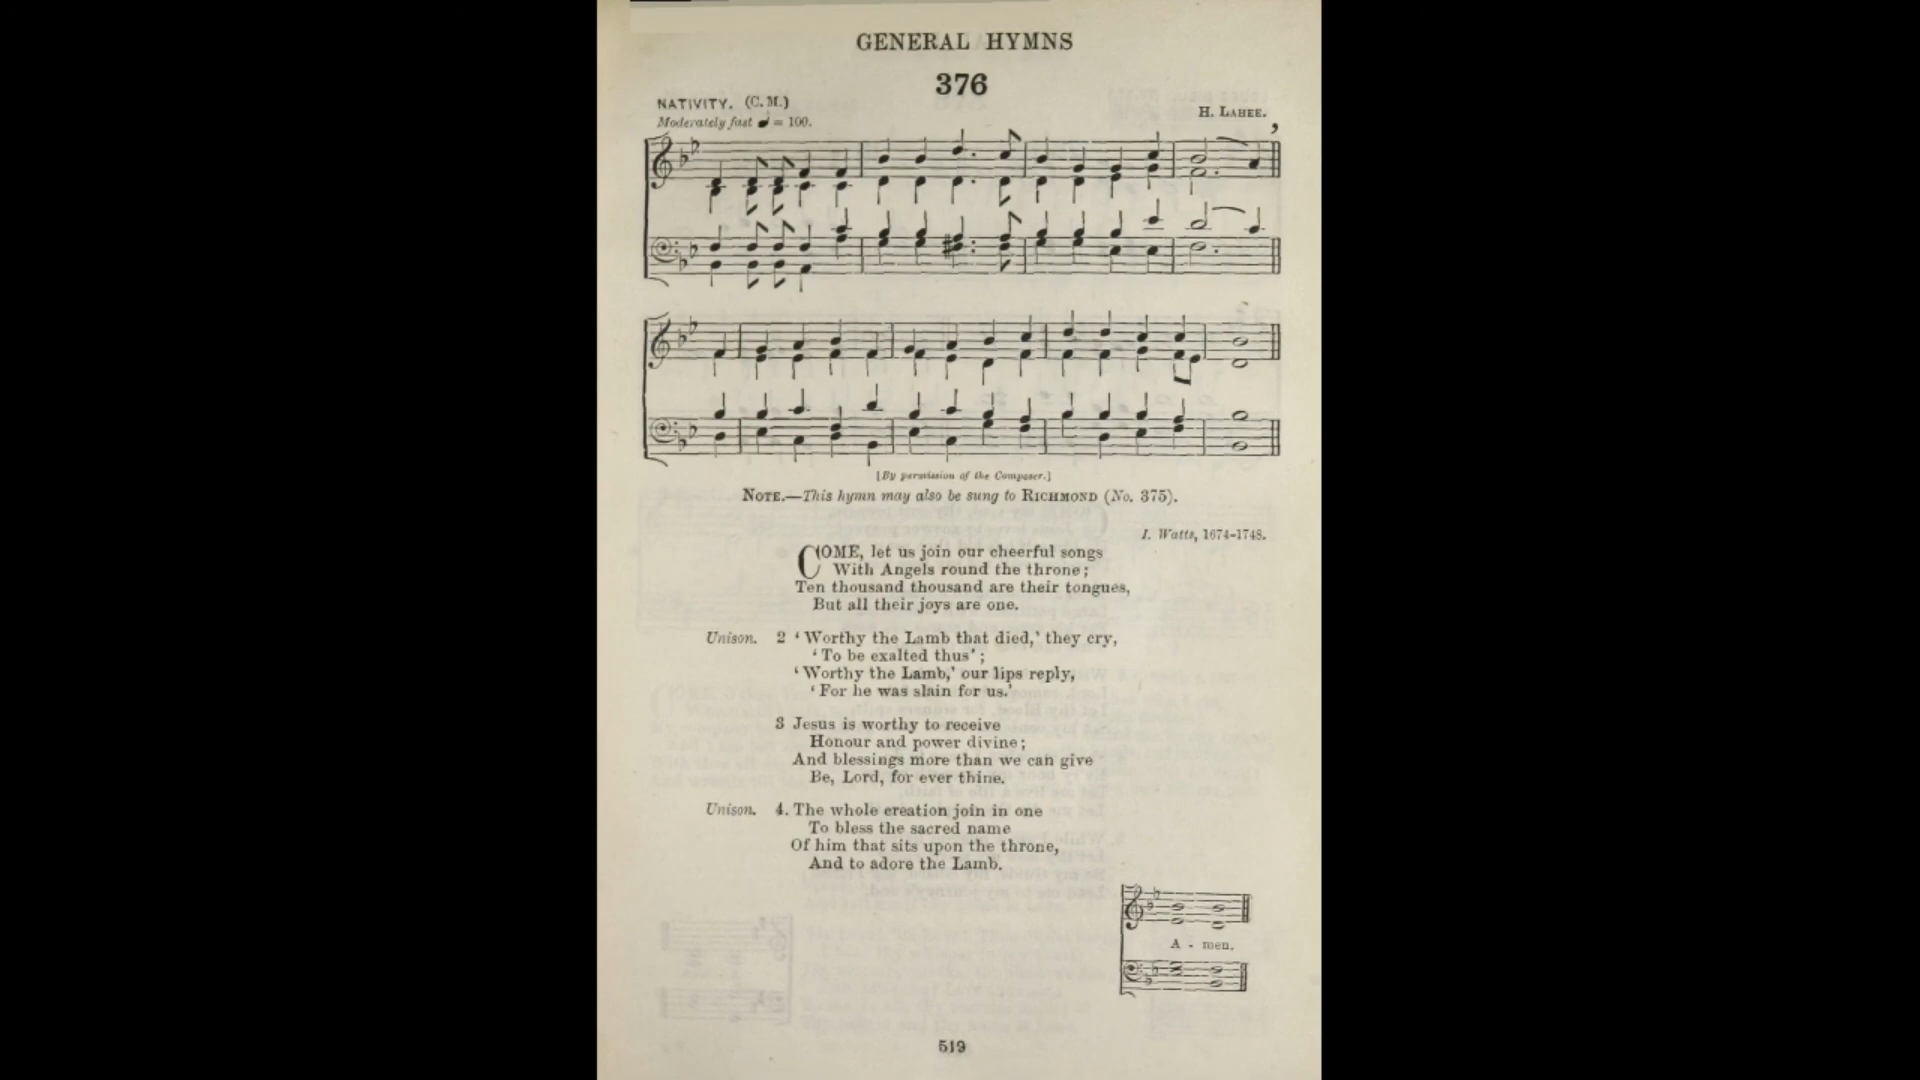 GENERAL HYMNS
376
NATIVITY. (C. M.)
H. LAHEE.
Moderately fast = 100.
[By permission of the Composer.]
NOTE.—This hymn may also be sung to RICHMOND (No. 375).
I. Watts, 1674-1748.
COME, let us join our cheerful songs
With Angels round the throne;
Ten thousand thousand are their tongues,
But all their joys are one.
Unison. 2 ‘Worthy the Lamb that died,’ they cry,
‘To be exalted thus’;
‘Worthy the Lamb,’ our lips reply,
‘For he was slain for us.’
3 Jesus is worthy to receive
Honour and power divine;
And blessings more than we can give
Be, Lord, for ever thine.
Unison. 4. The whole creation join in one
To bless the sacred name
Of him that sits upon the throne,
And to adore the Lamb.
A - men.
519